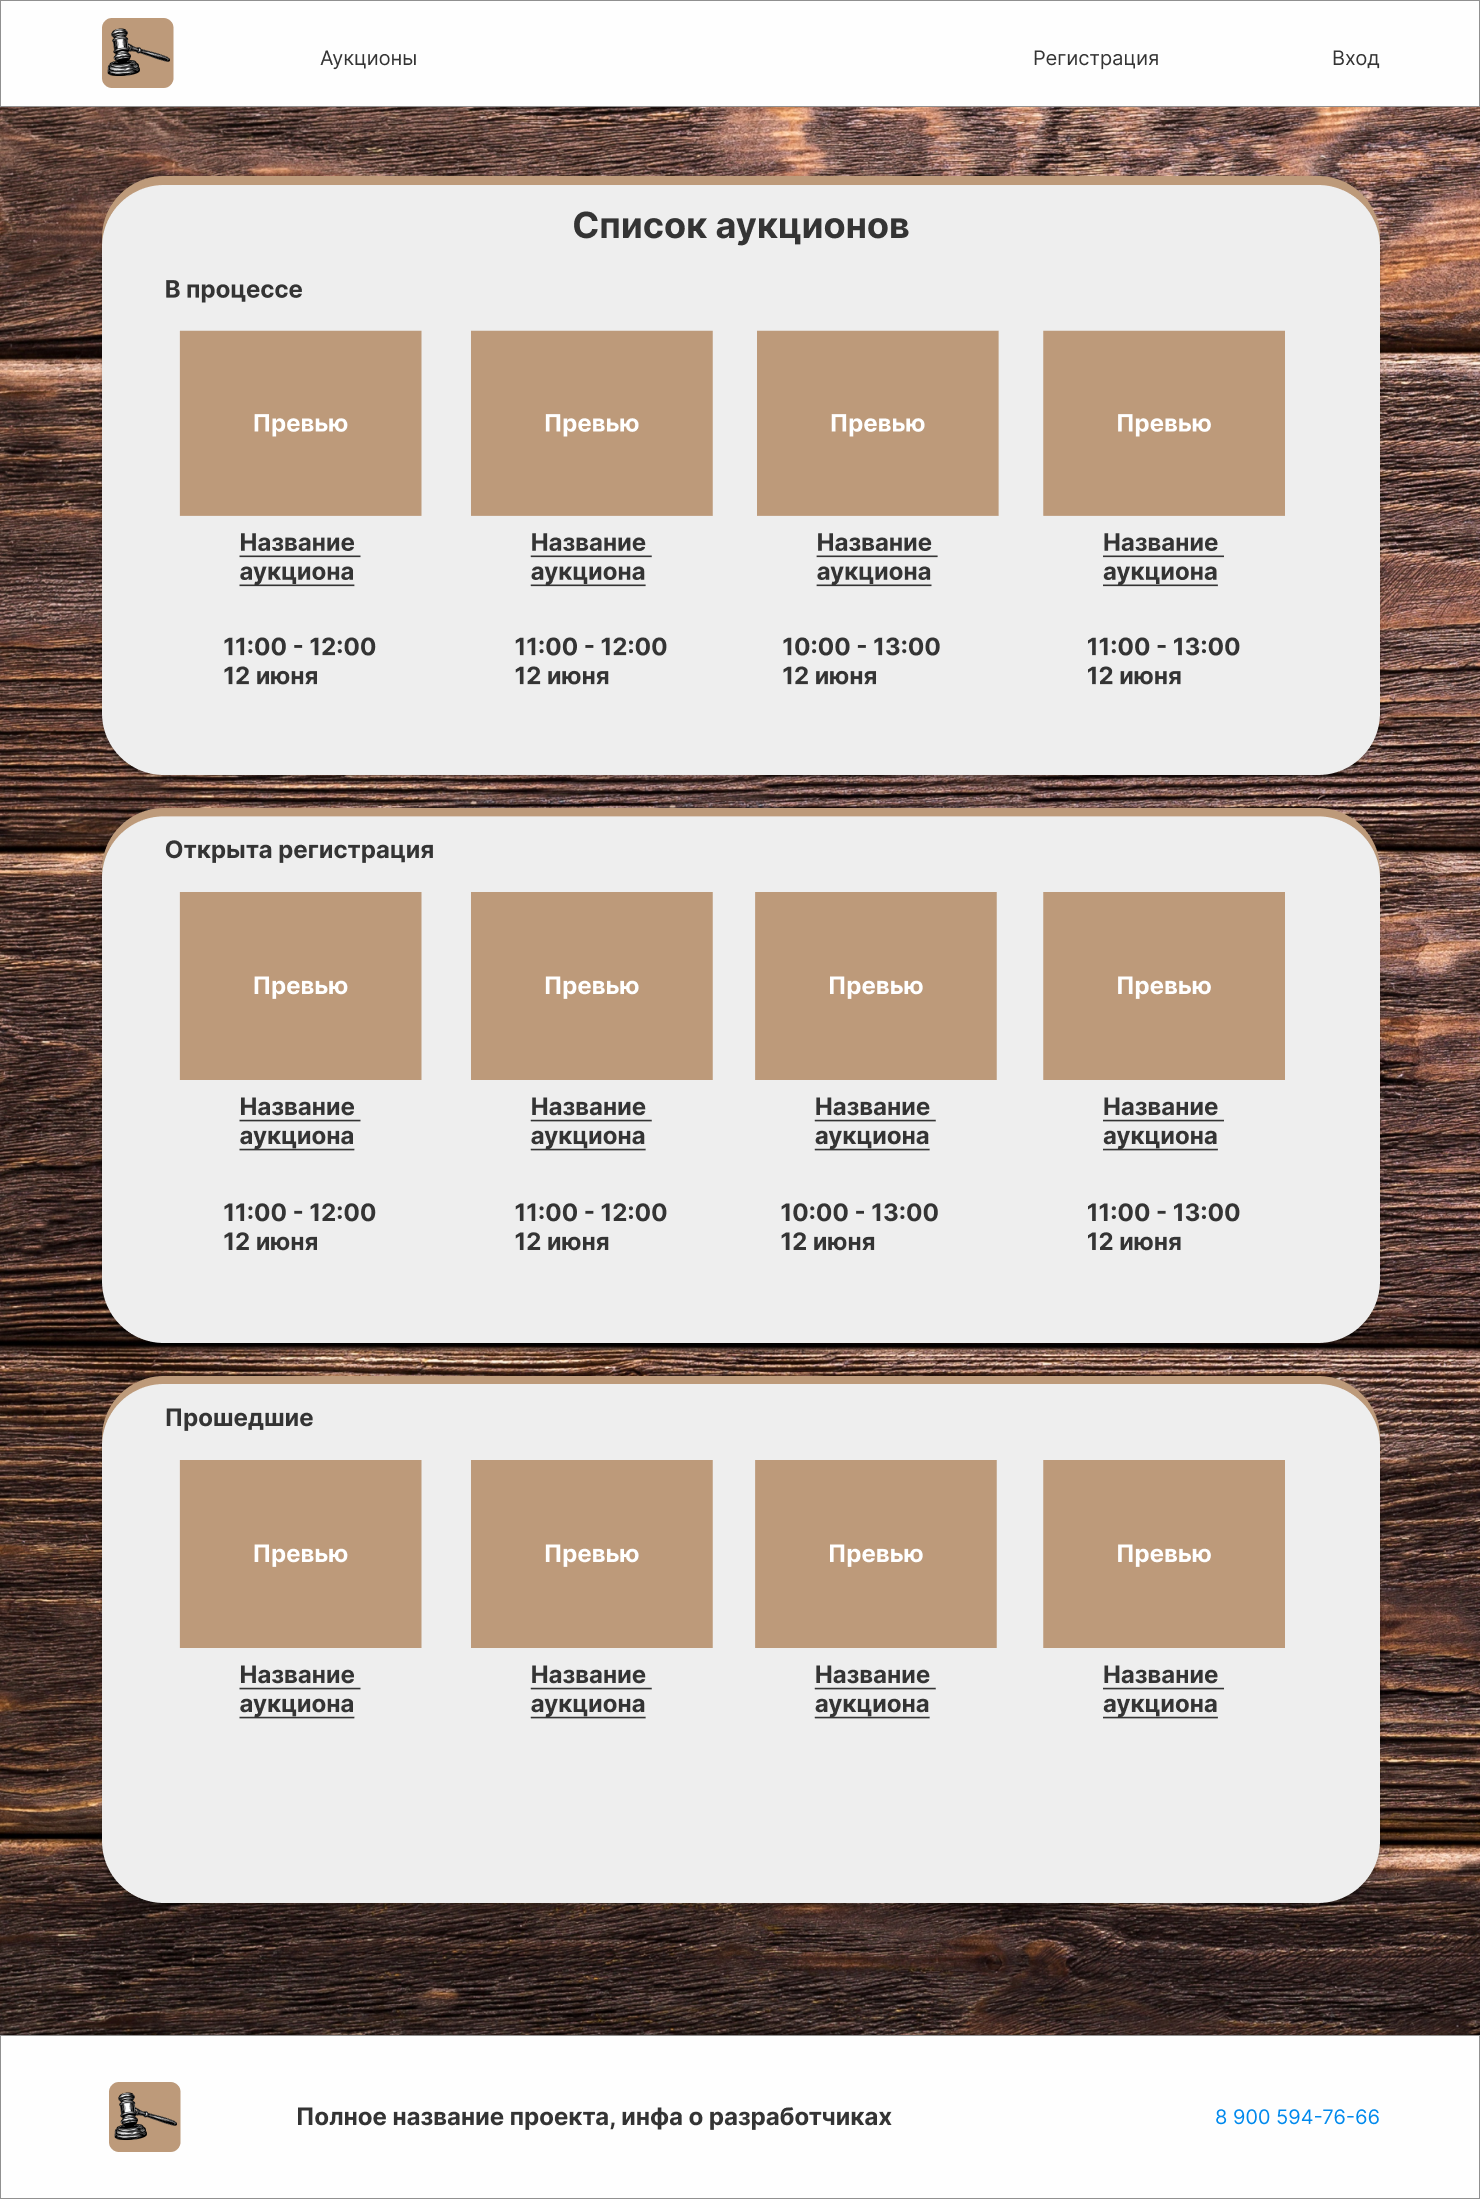 Аукционы
Регистрация
Вход
Список аукционов
В процессе
Превью
Превью
Превью
Превью
Название
аукциона
Название
аукциона
Название
аукциона
Название
аукциона
11:00 - 12:00
12 июня
11:00 - 12:00
12 июня
10:00 - 13:00
12 июня
11:00 - 13:00
12 июня
Открыта регистрация
Превью
Превью
Превью
Превью
Название
аукциона
Название
аукциона
Название
аукциона
Название
аукциона
11:00 - 12:00
12 июня
11:00 - 12:00
12 июня
10:00 - 13:00
12 июня
11:00 - 13:00
12 июня
Прошедшие
Превью
Превью
Превью
Превью
Название
аукциона
Название
аукциона
Название
аукциона
Название
аукциона
Полное название проекта, инфа о разработчиках
8 900 594-76-66